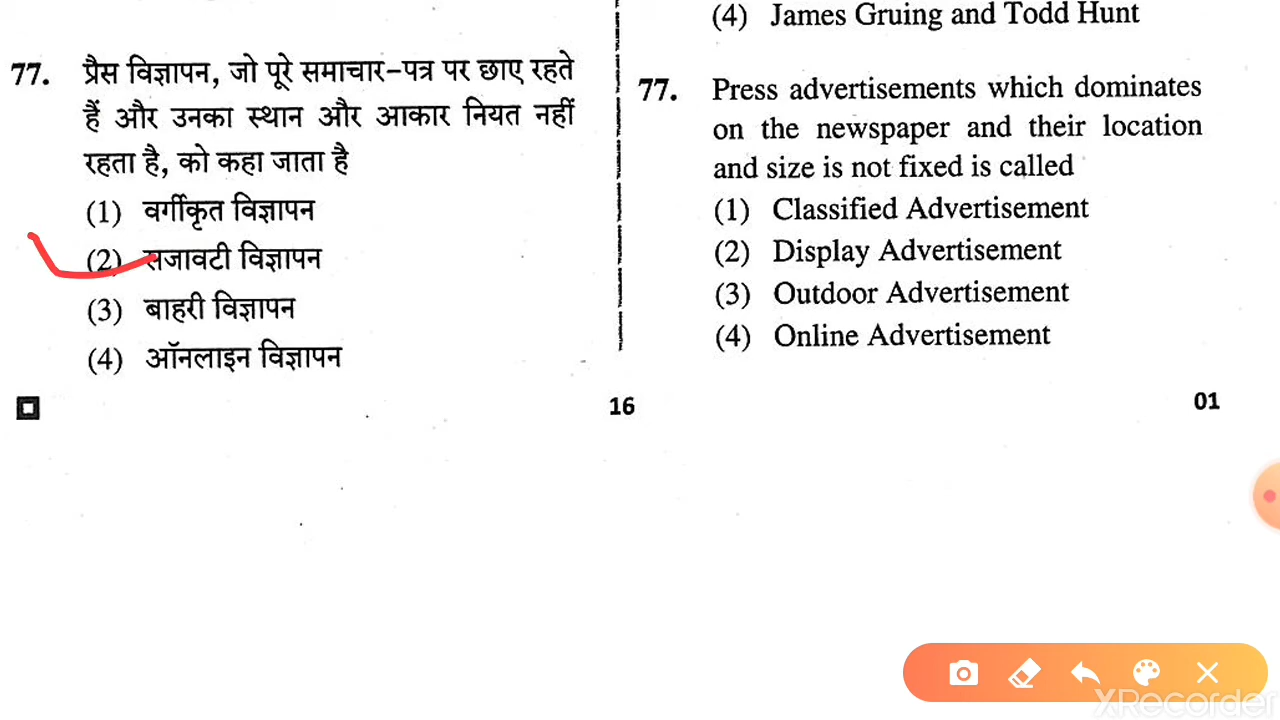 77. प्रैस विज्ञापन, जो पूरे समाचार-पत्र पर छाए रहते
हैं और उनका स्थान और आकार नियत नहीं
रहता है, को कहा जाता है
(1) वर्गीकृत विज्ञापन
(2) सजावटी विज्ञापन
(3) बाहरी विज्ञापन
(4) ऑनलाइन विज्ञापन
(4) James Gruing and Todd Hunt
77. Press advertisements which dominates
on the newspaper and their location
and size is not fixed is called
(1) Classified Advertisement
(2) Display Advertisement
(3) Outdoor Advertisement
(4) Online Advertisement
16
01
XRecorder